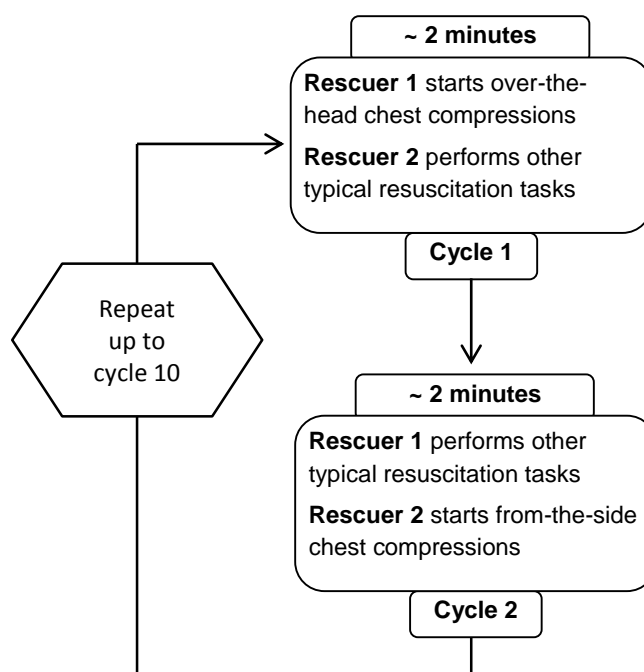 ~ 2 minutes
Rescuer 1 starts over-the-
head chest compressions
Rescuer 2 performs other
typical resuscitation tasks
Cycle 1
Repeat
up to
cycle 10
~ 2 minutes
Rescuer 1 performs other
typical resuscitation tasks
Rescuer 2 starts from-the-side
chest compressions
Cycle 2